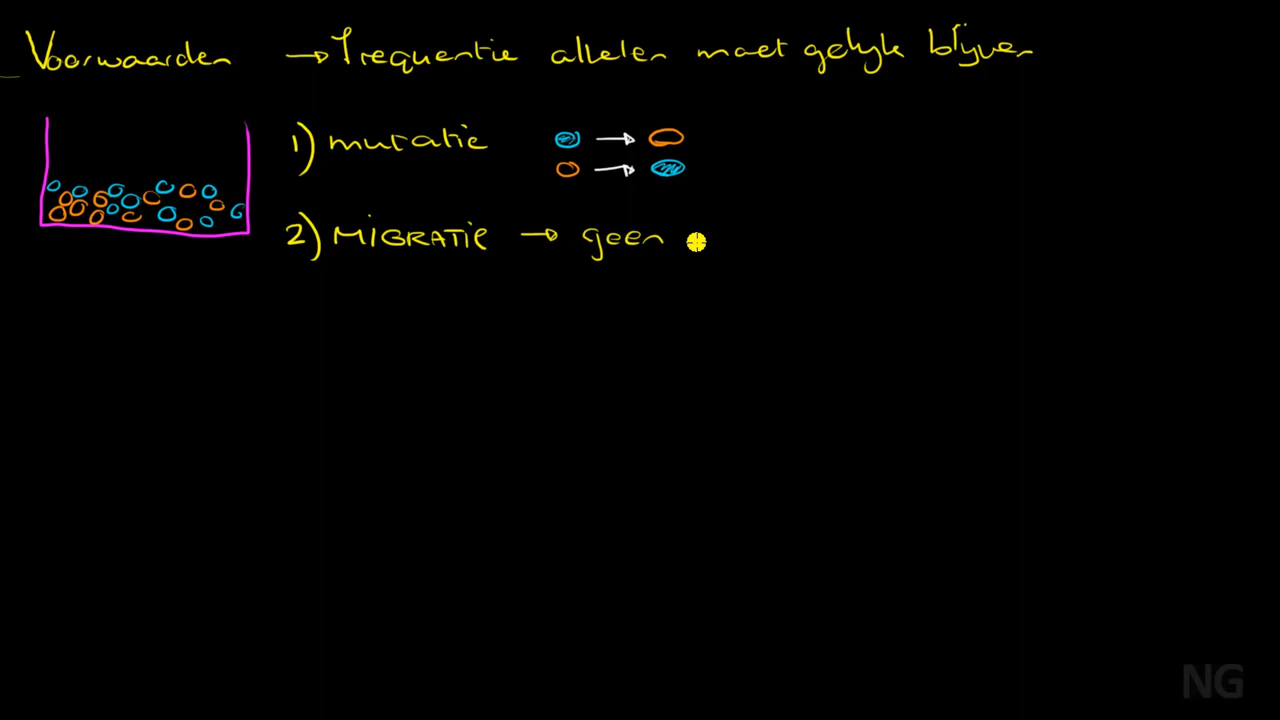 Voorwaarden → frequentie allelen moet gelijk blijven
1) mutatie
2) MIGRATIE → geen
NG